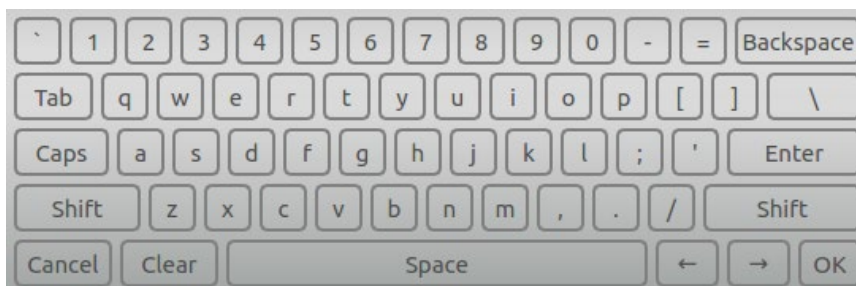 ` 1 2 3 4 5 6 7 8 9 0 - = Backspace
Tab q w e r t y u i o p [ ] \
Caps a s d f g h j k l ; ' Enter
Shift z x c v b n m , . / Shift
Cancel Clear Space ← → OK